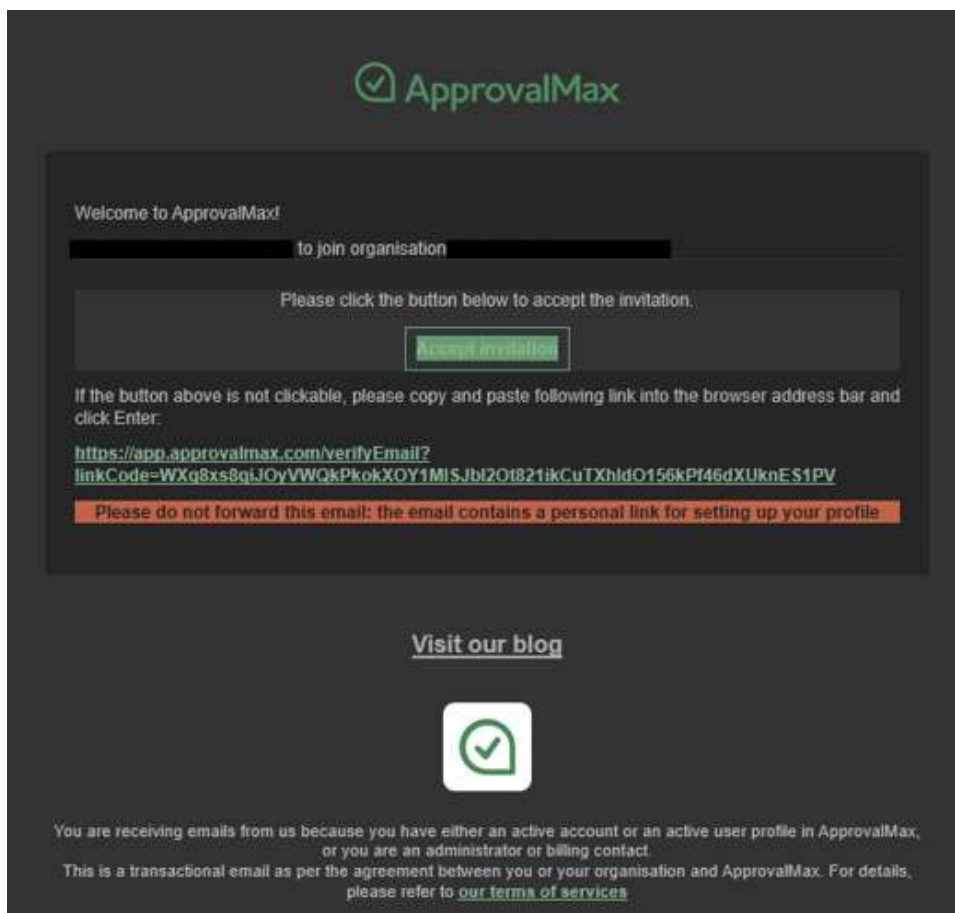 ApprovalMax
Welcome to ApprovalMax!
to join organisation
Please click the button below to accept the invitation.
Accept invitation
If the button above is not clickable, please copy and paste following link into the browser address bar and
click Enter:
https://app.approvalmax.com/verifyEmail?
linkCode=WXg8xs8qiJOyVWQkPkokXOY1MlSJbl2Ot821ikCuTXhldO156kPf46dXUknES1PV
Please do not forward this email: the email contains a personal link for setting up your profile
Visit our blog
You are receiving emails from us because you have either an active account or an active user profile in ApprovalMax,
or you are an administrator or billing contact.
This is a transactional email as per the agreement between you or your organisation and ApprovalMax. For details,
please refer to our terms of services